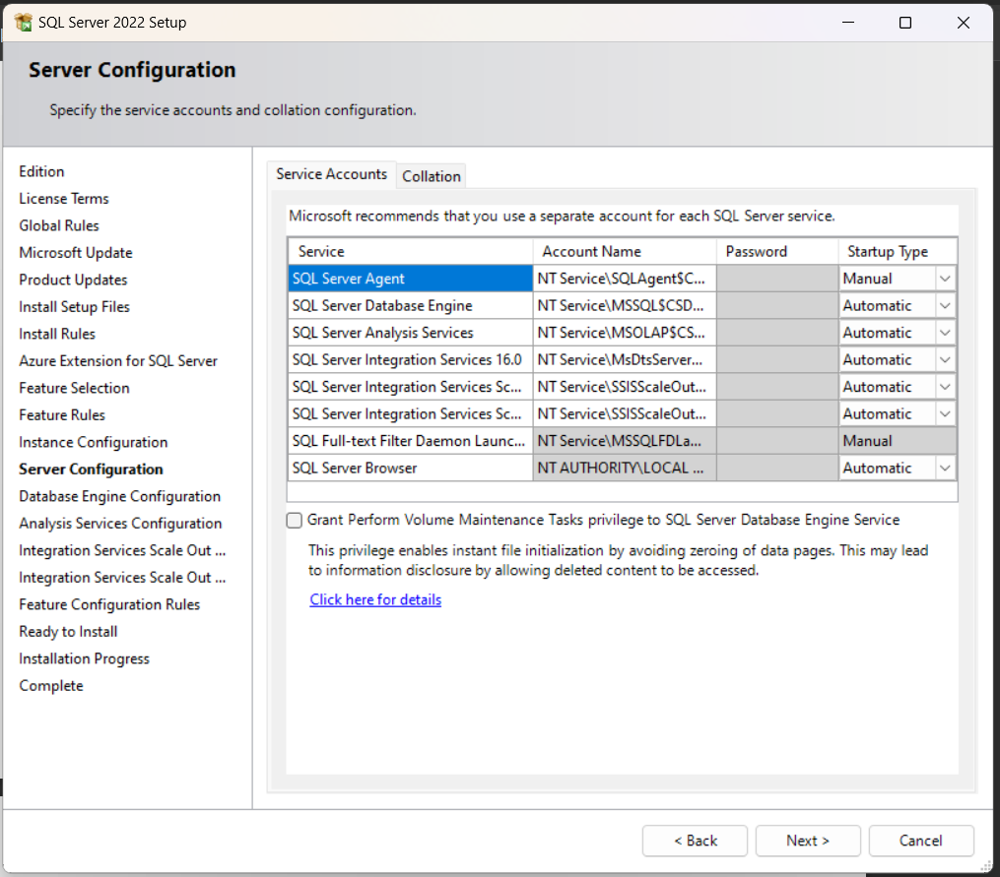 SQL Server 2022 Setup
Server Configuration
Specify the service accounts and collation configuration.
Edition
License Terms
Global Rules
Microsoft Update
Product Updates
Install Setup Files
Install Rules
Azure Extension for SQL Server
Feature Selection
Feature Rules
Instance Configuration
Server Configuration
Database Engine Configuration
Analysis Services Configuration
Integration Services Scale Out ...
Integration Services Scale Out ...
Feature Configuration Rules
Ready to Install
Installation Progress
Complete
Service Accounts Collation
Microsoft recommends that you use a separate account for each SQL Server service.
Service Account Name Password Startup Type
SQL Server Agent NT Service\SQLAgent$C... Manual
SQL Server Database Engine NT Service\MSSQL$CSD... Automatic
SQL Server Analysis Services NT Service\MSOLAP$CS... Automatic
SQL Server Integration Services 16.0 NT Service\MsDtsServer... Automatic
SQL Server Integration Services Sc... NT Service\SSISScaleOut... Automatic
SQL Server Integration Services Sc... NT Service\SSISScaleOut... Automatic
SQL Full-text Filter Daemon Launc... NT Service\MSSQLFDLa... Manual
SQL Server Browser NT AUTHORITY\LOCAL ... Automatic
Grant Perform Volume Maintenance Tasks privilege to SQL Server Database Engine Service
This privilege enables instant file initialization by avoiding zeroing of data pages. This may lead
to information disclosure by allowing deleted content to be accessed.
Click here for details
< Back Next > Cancel